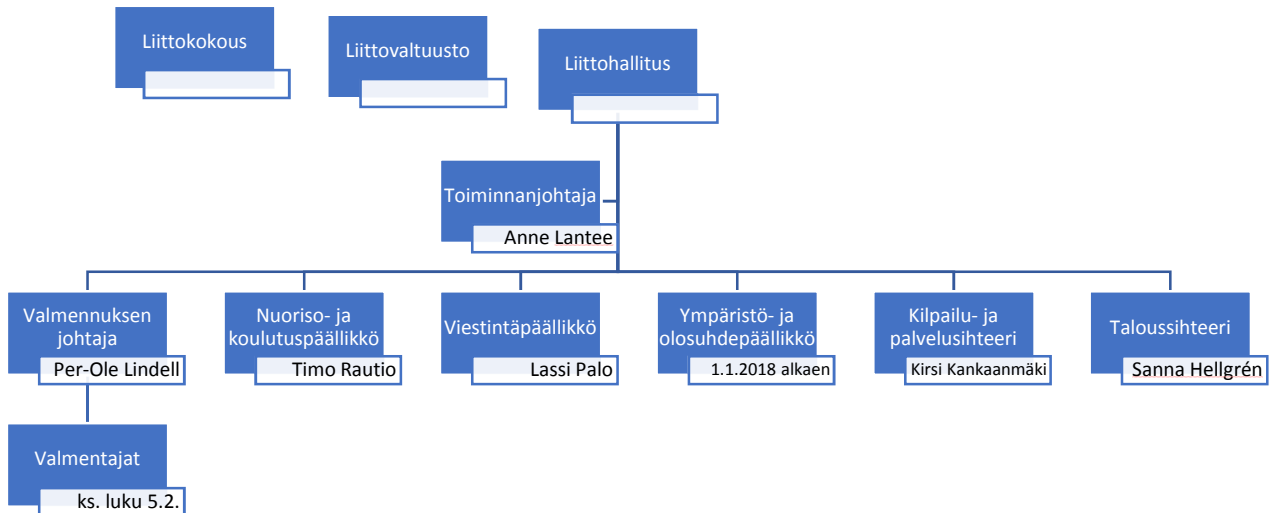 Liittokokous
Liittovaltuusto
Liittohallitus
Toiminnanjohtaja
Anne Lantee
Valmennuksen
johtaja
Per-Ole Lindell
Nuoriso- ja
koulutuspäällikkö
Timo Rautio
Viestintäpäällikkö
Lassi Palo
Ympäristö- ja
olosuhdepäällikkö
1.1.2018 alkaen
Kilpailu- ja
palvelusihteeri
Kirsi Kankaanmäki
Taloussihteeri
Sanna Hellgrén
Valmentajat
ks. luku 5.2.